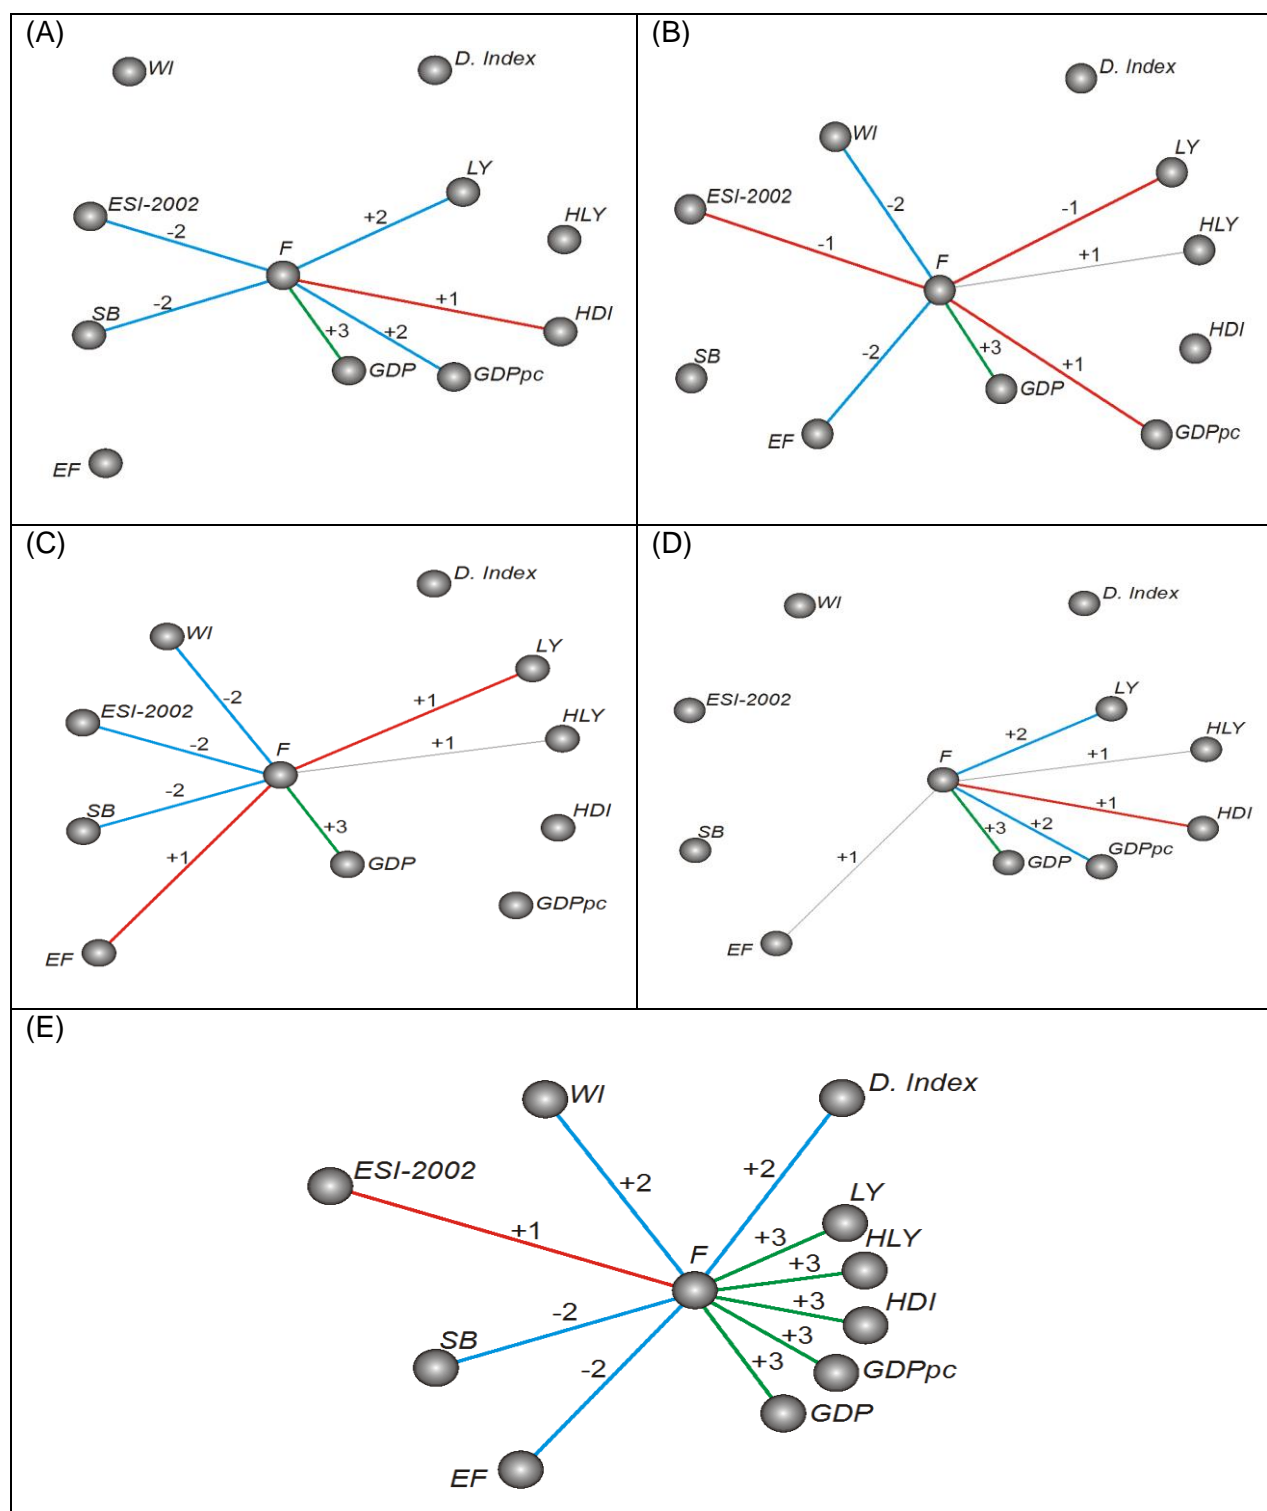 (A)
WI
D. Index
LY
ESI-2002
+2
HLY
-2
F
SB
-2
+1
HDI
+3
+2
GDP
GDPpc
EF
(B)
D. Index
WI
LY
ESI-2002
-2
-1
HLY
-1
F
+1
HDI
SB
-2
+3
+1
GDP
EF
GDPpc
(C)
D. Index
WI
LY
-2
+1
ESI-2002
HLY
-2
F
+1
SB
-2
HDI
+3
+1
GDP
GDPpc
EF
(D)
WI
D. Index
LY
ESI-2002
+2
HLY
F
+1
+1
HDI
SB
+3
+2
GDPpc
+1
GDP
EF
(E)
WI
D. Index
ESI-2002
+2
+2
LY
+1
+3
HLY
F
+3
+3
HDI
-2
SB
+3
-2
+3
GDPpc
GDP
EF